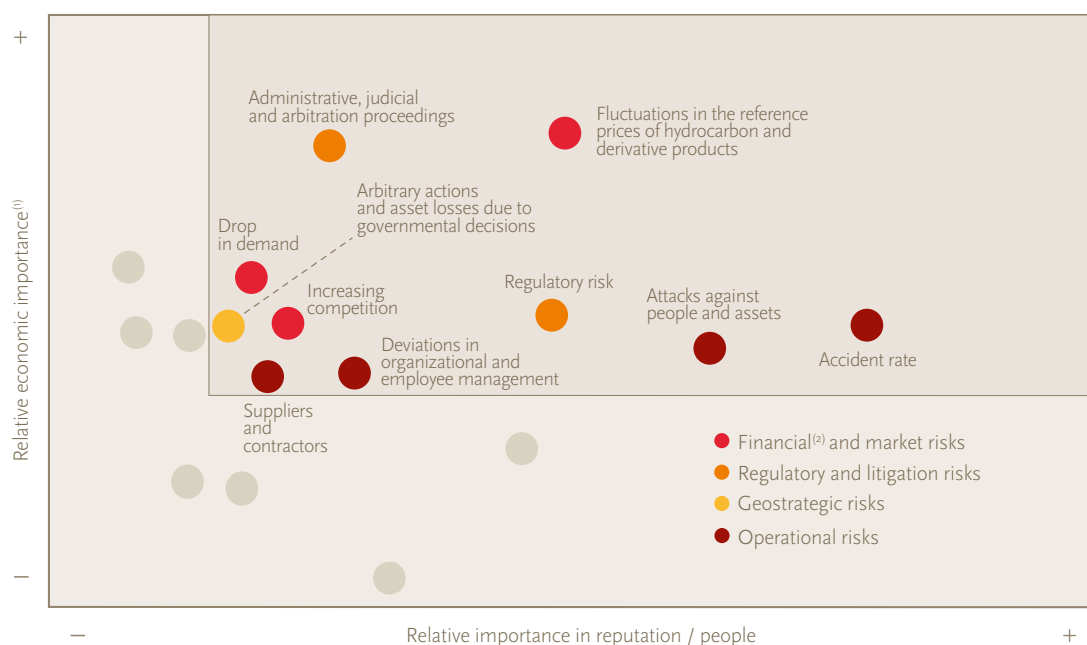 +
Administrative, judicial
and arbitration proceedings
Fluctuations in the reference
prices of hydrocarbon and
derivative products
Arbitrary actions
and asset losses due to
governmental decisions
Drop
in demand
Regulatory risk
Increasing
competition
Attacks against
people and assets
Deviations in
organizational and
employee management
Accident rate
Suppliers
and
contractors
Relative economic importance(1)
Financial(2) and market risks
Regulatory and litigation risks
Geostrategic risks
Operational risks
–
– Relative importance in reputation / people +